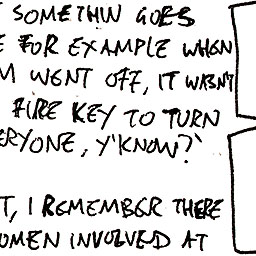 SOMETHIN GOES
FOR EXAMPLE WHEN
WENT OFF, IT WASN'T
FIRE KEY TO TURN
ERYONE, Y'KNOW?'
T, I REMEMBER THERE
OMEN INVOLVED AT